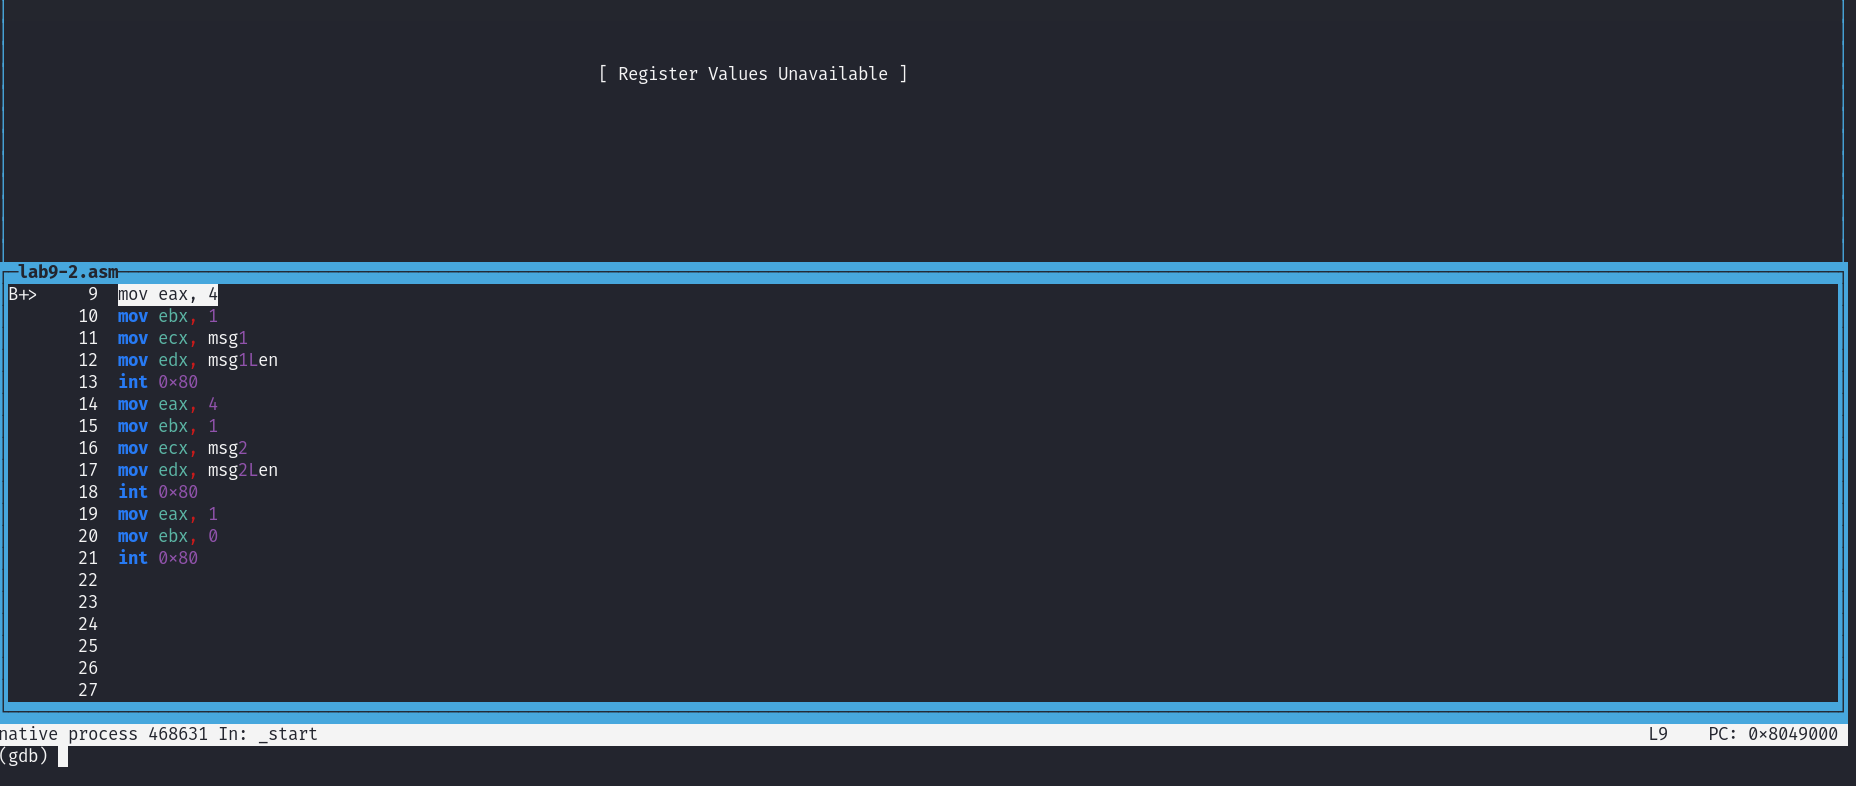 [ Register Values Unavailable ]
lab9-2.asm
B+> 9 mov eax, 4
10 mov ebx, 1
11 mov ecx, msg1
12 mov edx, msg1Len
13 int 0x80
14 mov eax, 4
15 mov ebx, 1
16 mov ecx, msg2
17 mov edx, msg2Len
18 int 0x80
19 mov eax, 1
20 mov ebx, 0
21 int 0x80
22
23
24
25
26
27
native process 468631 In: _start L9 PC: 0x8049000
(gdb)